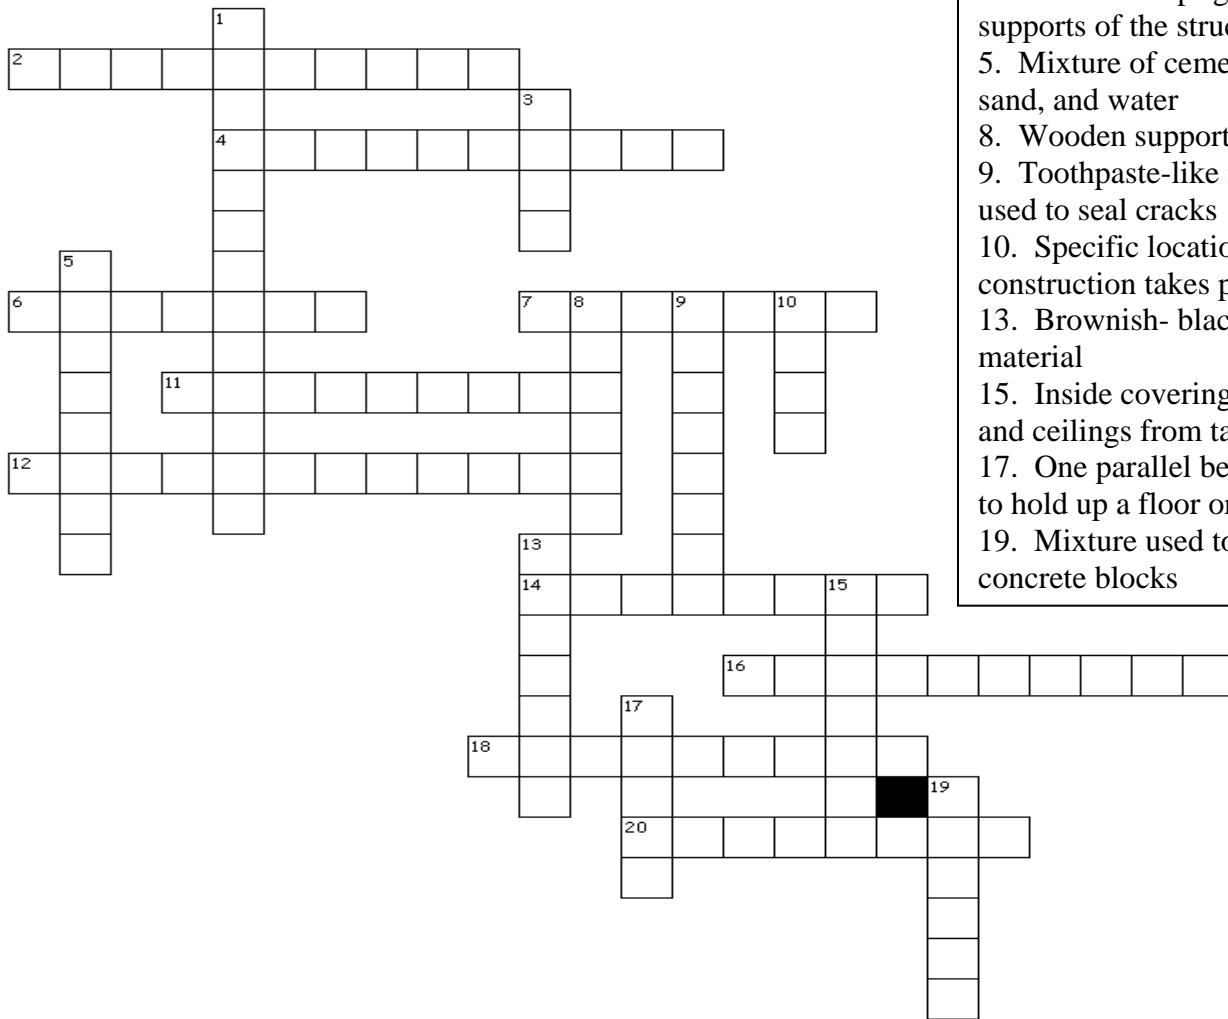 1
2
3
supports of the struc
5. Mixture of ceme
sand, and water
4
8. Wooden support
9. Toothpaste-like
used to seal cracks
5
10. Specific locatio
construction takes p
6
7 8 9 10
13. Brownish- blac
material
11
15. Inside covering
and ceilings from ta
12
17. One parallel be
to hold up a floor or
13
19. Mixture used to
concrete blocks
14 15
16
17
18
19
20